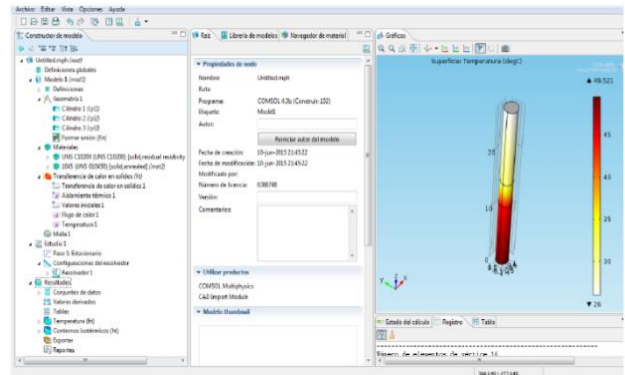 Archivo Editar Vista Opciones Ayuda
Constructor de modelo
Untitled.mph (root)
Definiciones globales
Modelo 1 (mod1)
Definiciones
Geometría 1
Cilindro 1 (cyl1)
Cilindro 2 (cyl2)
Cilindro 3 (cyl3)
Formar unión (fin)
Materiales
UNS C10200 (UNS C10200) [solid,residual resistivity
1045 (UNS G10450) [solid,annealed] (mat2)
Transferencia de calor en sólidos (ht)
Transferencia de calor en sólidos 1
Aislamiento térmico 1
Valores iniciales 1
Flujo de calor 1
Temperatura 1
Malla 1
Estudio 1
Paso 1: Estacionario
Configuraciones del resolvedor
Resolvedor 1
Resultados
Conjuntos de datos
Valores derivados
Tablas
Temperatura (ht)
Contornos isotérmicos (ht)
Exportar
Reportes
Raíz Librería de modelos Navegador de material
Propiedades de nodo
Nombre Untitled.mph
Ruta:
Programa: COMSOL 4.3b (Construir: 152)
Etiqueta: Model1
Autor:
Reiniciar autor del modelo
Fecha de creación: 10-jun-2015 21:45:22
Fecha de modificación: 10-jun-2015 21:45:22
Modificado por:
Número de licencia:
Versión:
Comentarios:
Utilizar productos
COMSOL Multiphysics
CAD Import Module
Modelo thumbnail
Gráficos
Superficie: Temperatura (degC)
▲ 49.521
45
40
30
▼ 26
20
10
0
y z x
Estado del cálculo Registro Tabla
Número de elementos de vértice